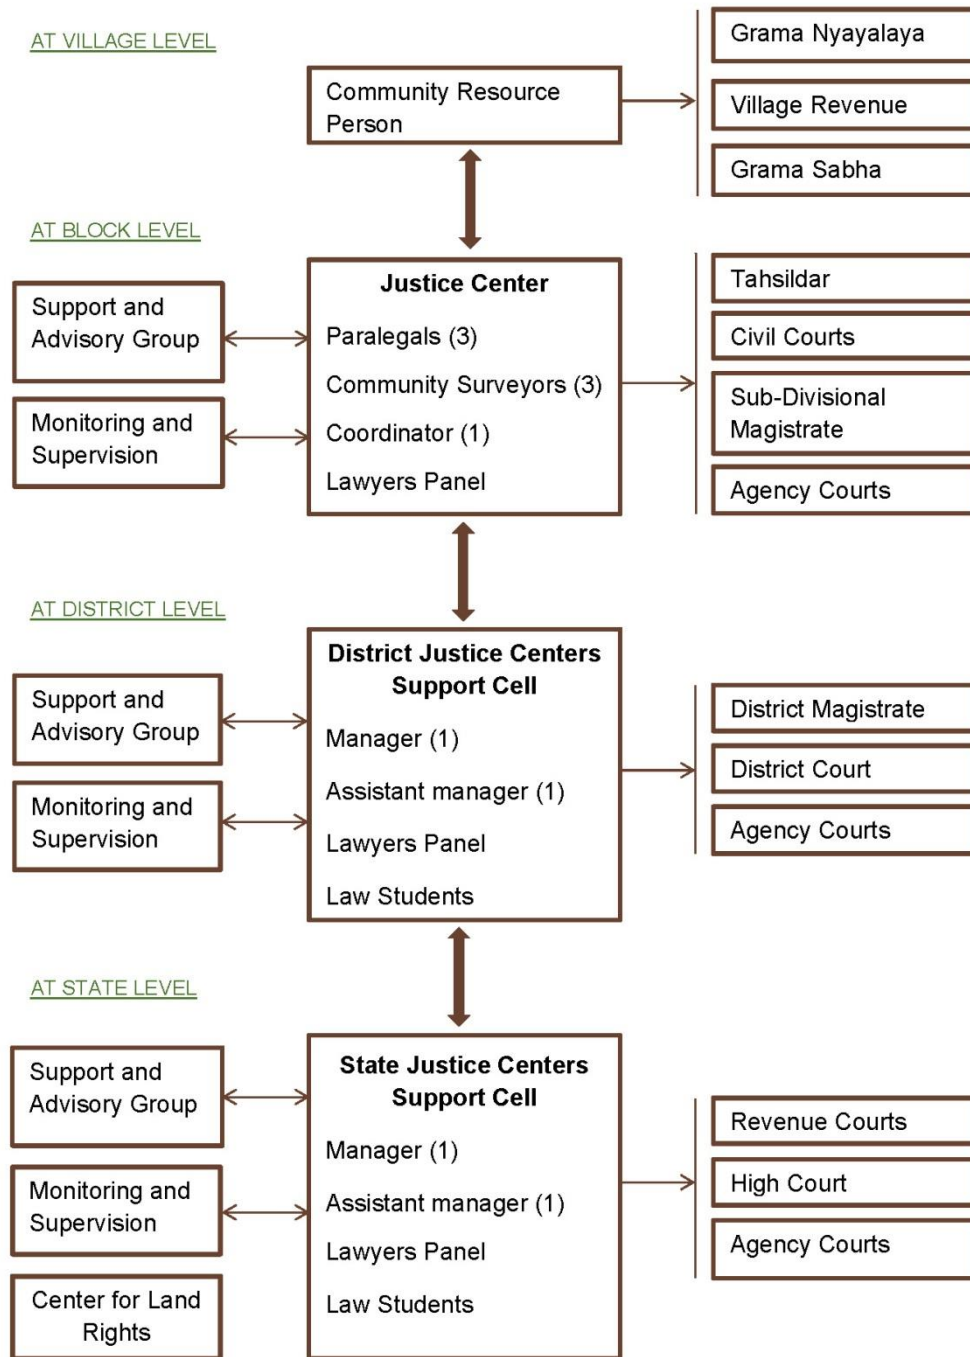 AT VILLAGE LEVEL
Community Resource
Person
Grama Nyayalaya
Village Revenue
Grama Sabha
AT BLOCK LEVEL
Support and
Advisory Group
Monitoring and
Supervision
Justice Center
Paralegals (3)
Community Surveyors (3)
Coordinator (1)
Lawyers Panel
Tahsildar
Civil Courts
Sub-Divisional
Magistrate
Agency Courts
AT DISTRICT LEVEL
Support and
Advisory Group
Monitoring and
Supervision
District Justice Centers
Support Cell
Manager (1)
Assistant manager (1)
Lawyers Panel
Law Students
District Magistrate
District Court
Agency Courts
AT STATE LEVEL
Support and
Advisory Group
Monitoring and
Supervision
Center for Land
Rights
State Justice Centers
Support Cell
Manager (1)
Assistant manager (1)
Lawyers Panel
Law Students
Revenue Courts
High Court
Agency Courts